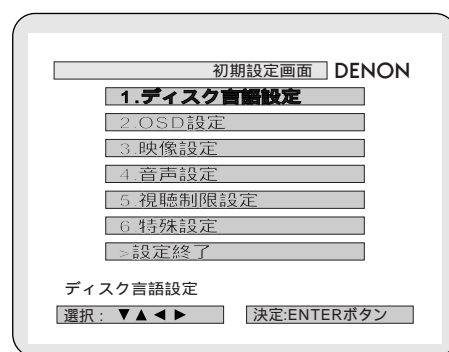 初期設定画面 DENON
1.ディスク言語設定
2.OSD設定
3.映像設定
4.音声設定
5.視聴制限設定
6.特殊設定
>設定終了
ディスク言語設定
選択：▼▲◀▶ 決定:ENTERボタン